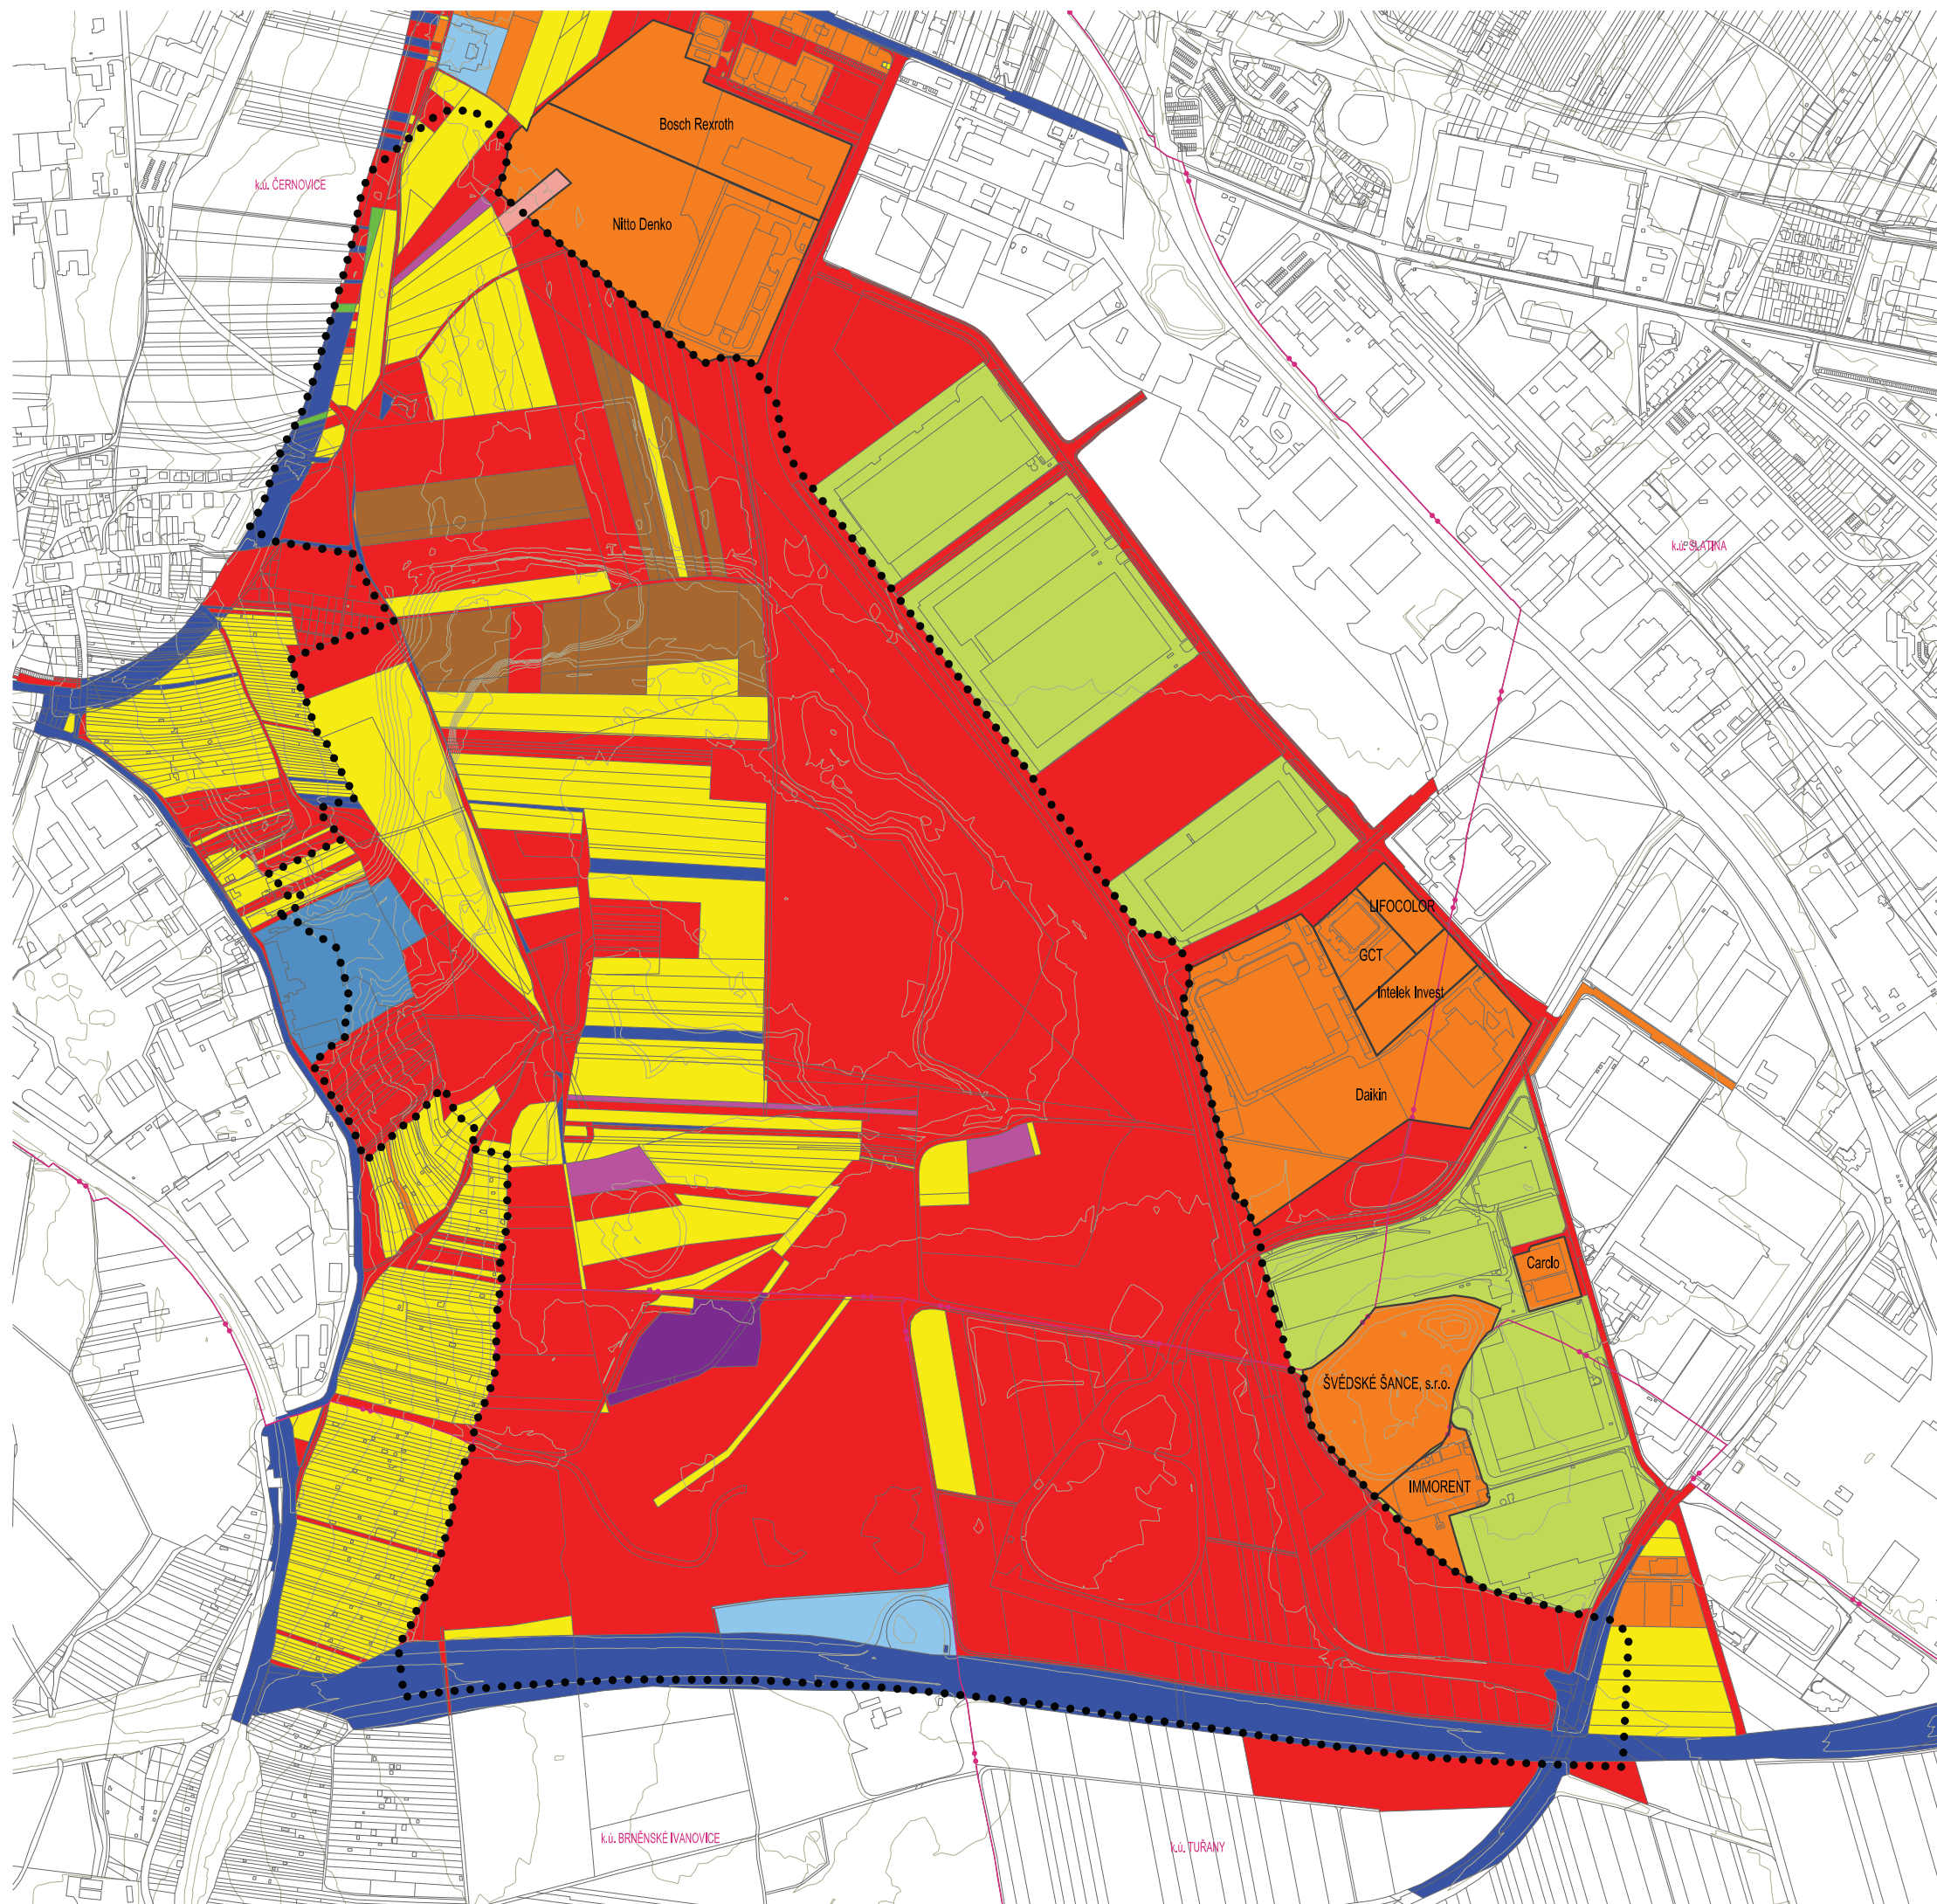 Bosch Rexroth
k.ú. ČERNOVICE
Nitto Denko
k.ú. SLATINA
LIFOCOLOR
GCT
Intelek Invest
Daikin
Carclo
ŠVÉDSKÉ ŠANCE, s.r.o.
IMMORENT
k.ú. BRNĚNSKÉ IVANOVICE
k.ú. TUŘANY